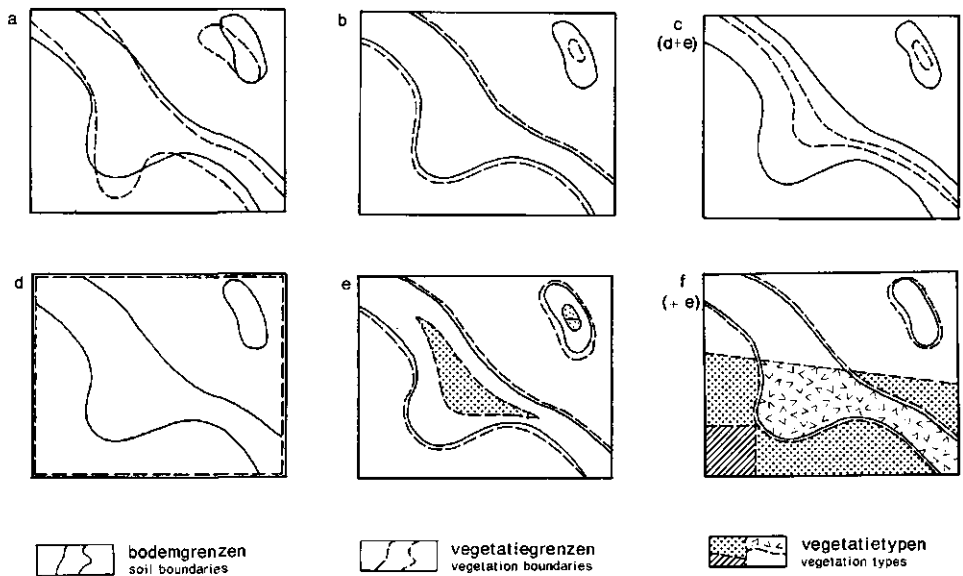 a
b
c
(d+e)
d
e
f
(+e)
bodemgrenzen
soil boundaries
vegetatiegrenzen
vegetation boundaries
vegetatietypen
vegetation types